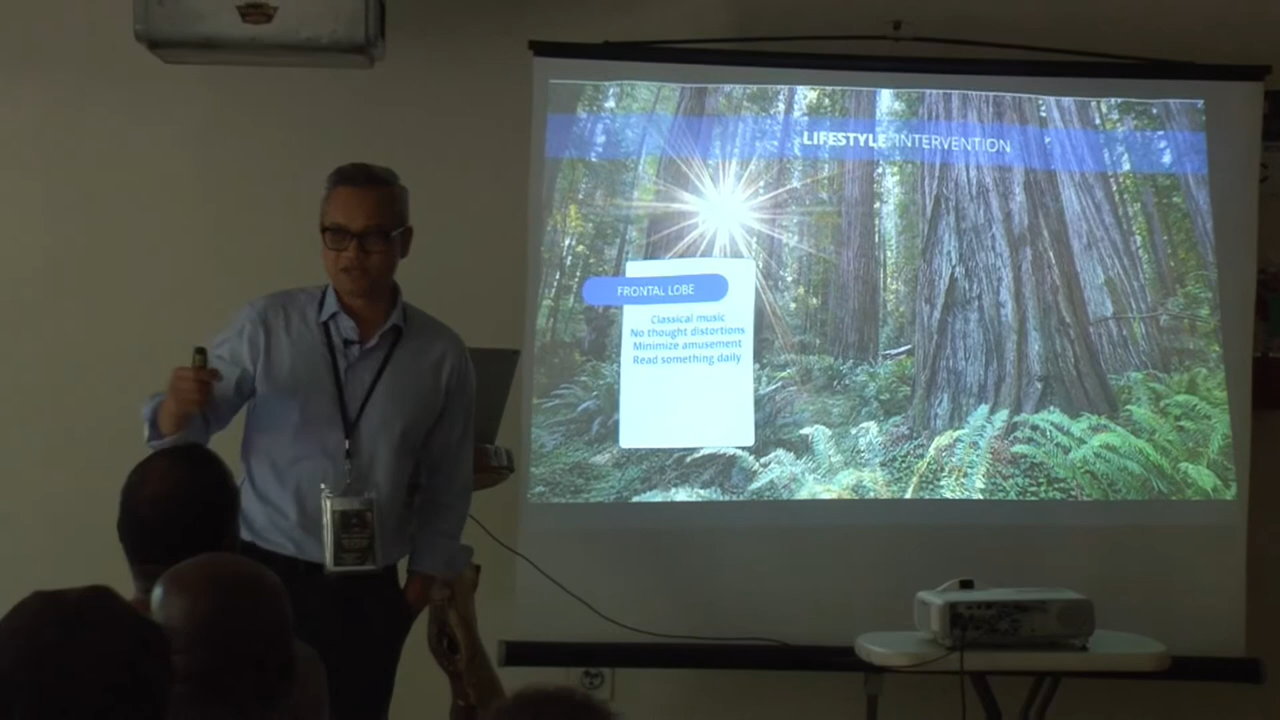 LIFESTYLE INTERVENTION
FRONTAL LOBE
Classical music
No thought distortions
Minimize amusement
Read something daily